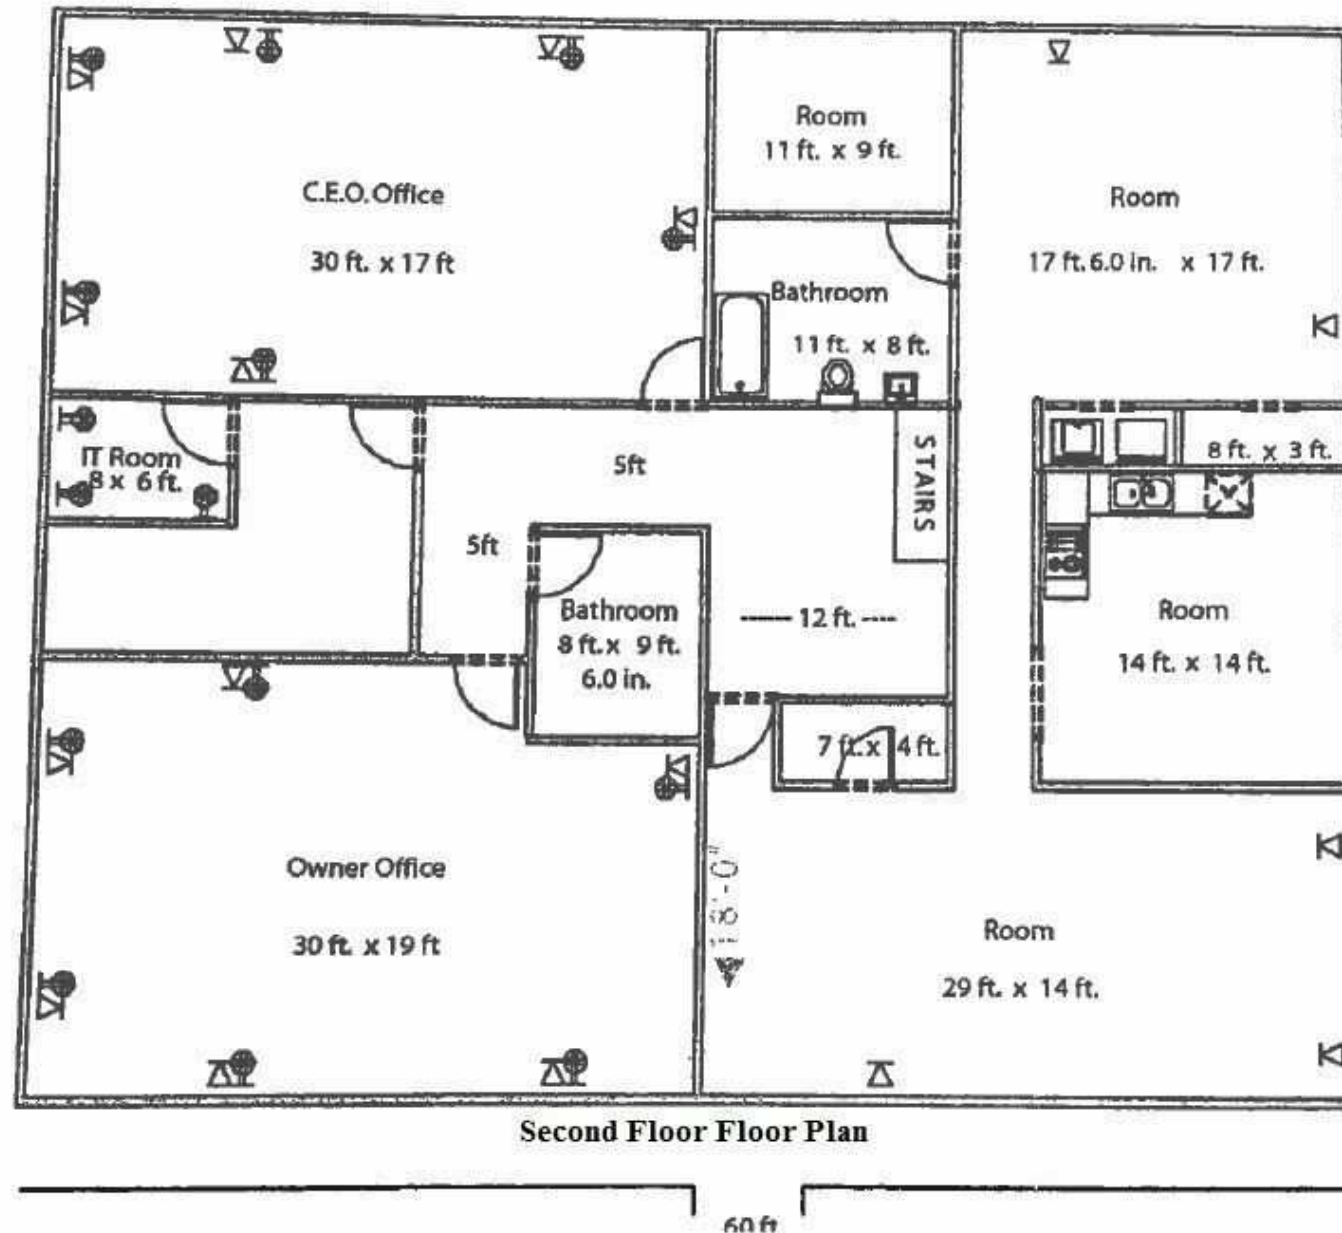 C.E.O. Office
30 ft. x 17 ft
Room
11 ft. x 9 ft.
Room
17 ft. 6.0 in. x 17 ft.
Bathroom
11 ft. x 8 ft.
IT Room
8 x 6 ft.
5ft
STAIRS
8 ft. x 3 ft.
5ft
Bathroom
8 ft. x 9 ft.
6.0 in.
12 ft.
Room
14 ft. x 14 ft.
7 ft. x 4 ft.
Owner Office
30 ft. x 19 ft
18'-0"
Room
29 ft. x 14 ft.
Second Floor Floor Plan
60 ft